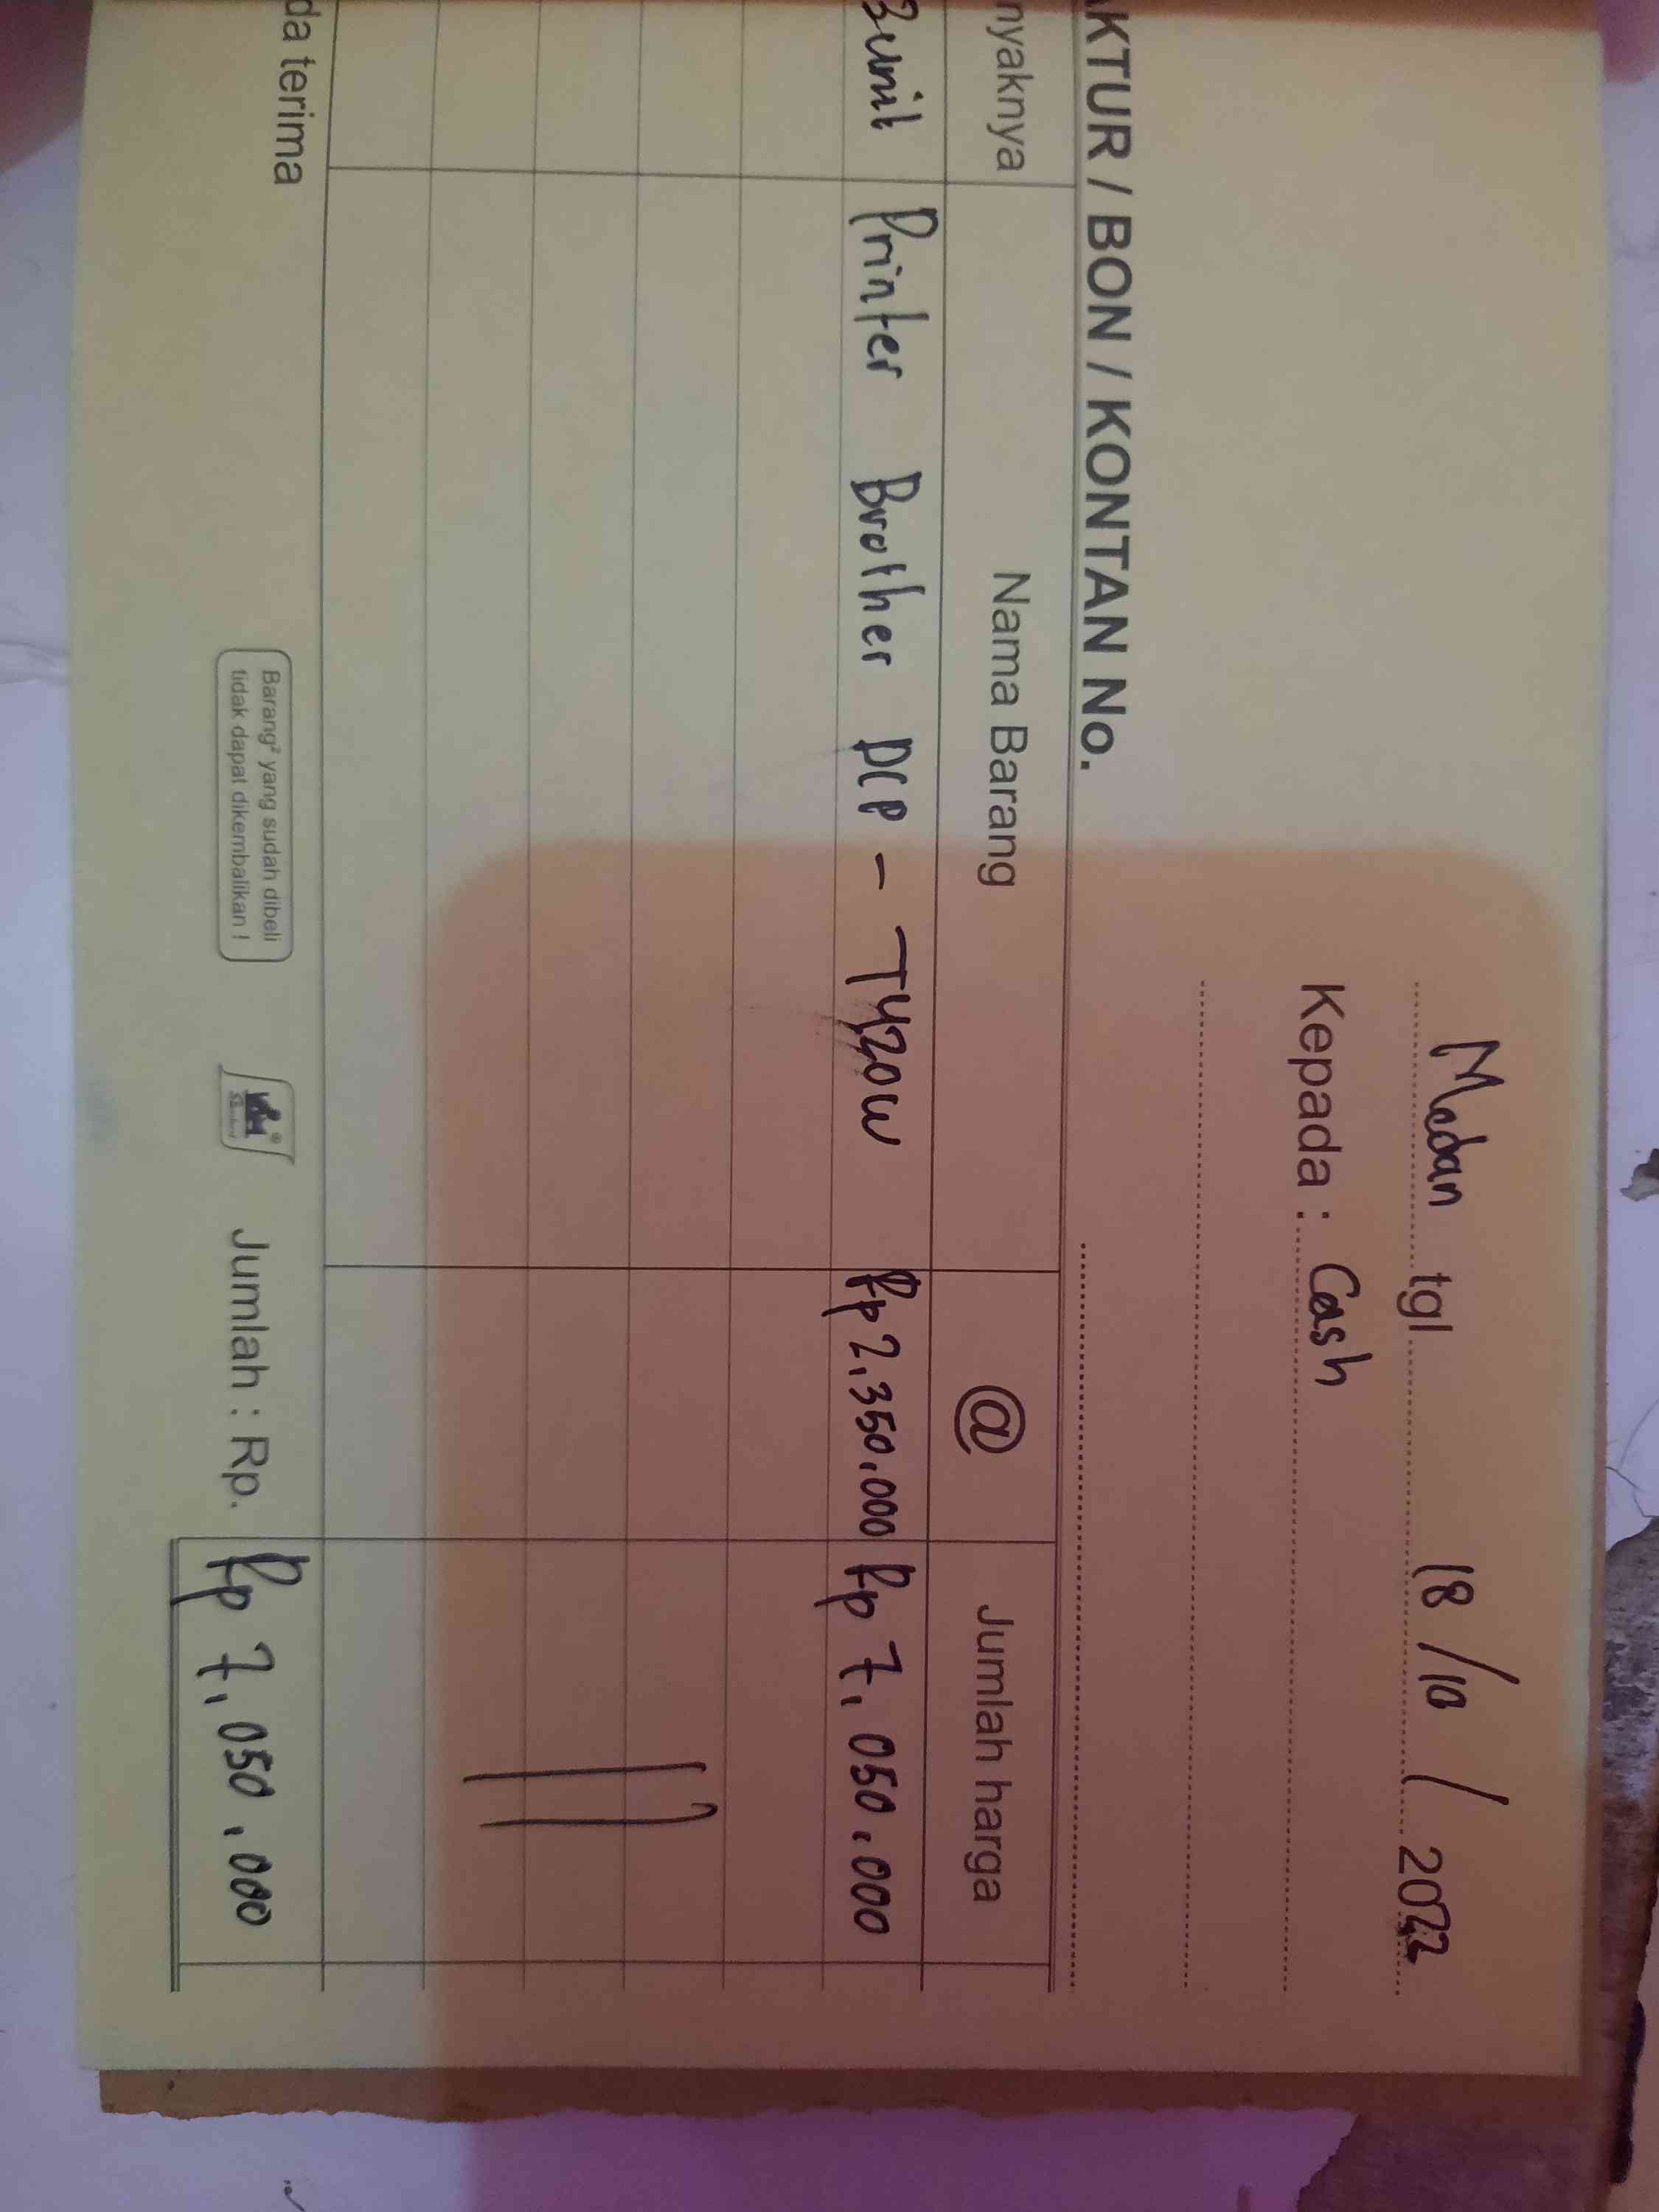 Medan tgl 18/10/2022
Kepada : Cash
AKTUR / BON / KONTAN No.
nyaknya Nama Barang @ Jumlah harga
3unit Printer Brother DCP - T420W Rp 2.350.000 Rp 7.050.000
da terima
Barang² yang sudah dibeli
tidak dapat dikembalikan !
Jumlah : Rp. Rp 7.050.000